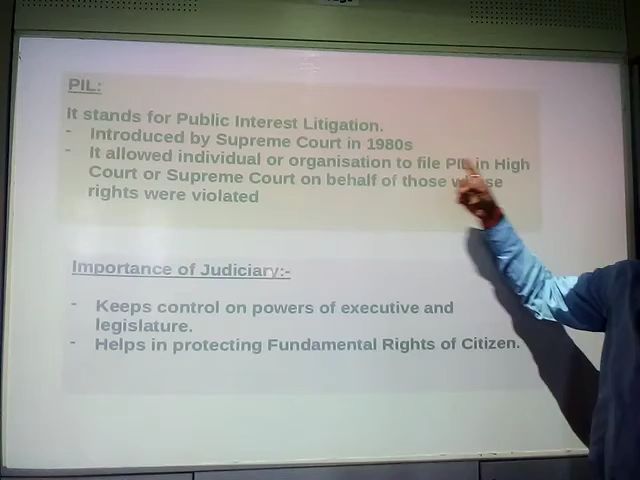 PIL:
It stands for Public Interest Litigation.
- Introduced by Supreme Court in 1980s
- It allowed individual or organisation to file PIL in High
Court or Supreme Court on behalf of those whose
rights were violated
Importance of Judiciary:-
- Keeps control on powers of executive and
legislature.
- Helps in protecting Fundamental Rights of Citizen.